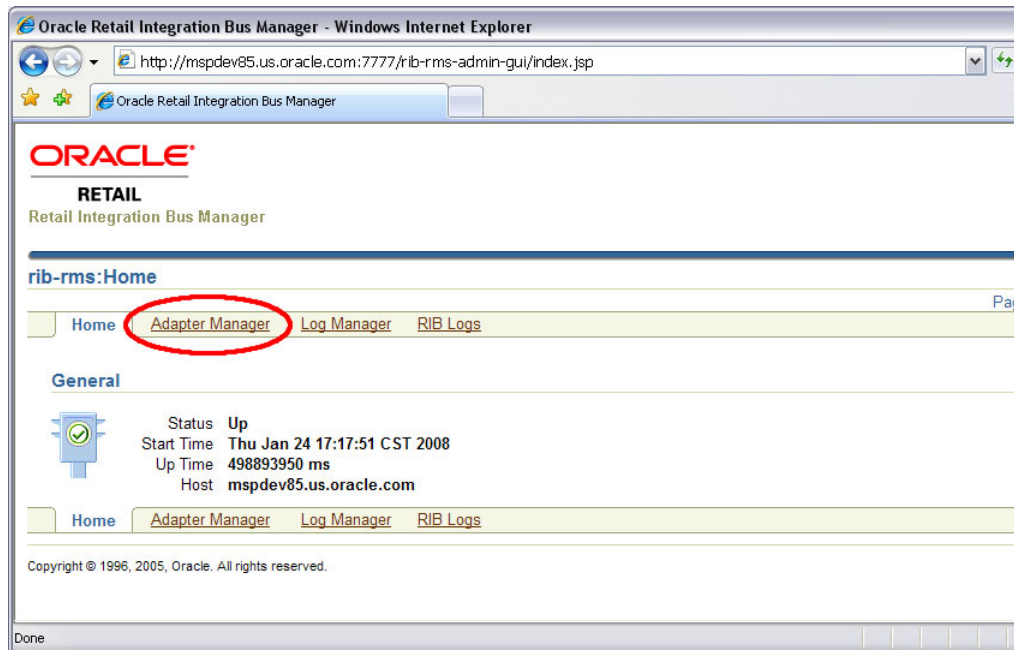 Oracle Retail Integration Bus Manager - Windows Internet Explorer
http://mspdev85.us.oracle.com:7777/rib-rms-admin-gui/index.jsp
Oracle Retail Integration Bus Manager
ORACLE
RETAIL
Retail Integration Bus Manager
rib-rms:Home
Pag
Home Adapter Manager Log Manager RIB Logs
General
Status Up
Start Time Thu Jan 24 17:17:51 CST 2008
Up Time 498893950 ms
Host mspdev85.us.oracle.com
Home Adapter Manager Log Manager RIB Logs
Copyright © 1996, 2005, Oracle. All rights reserved.
Done